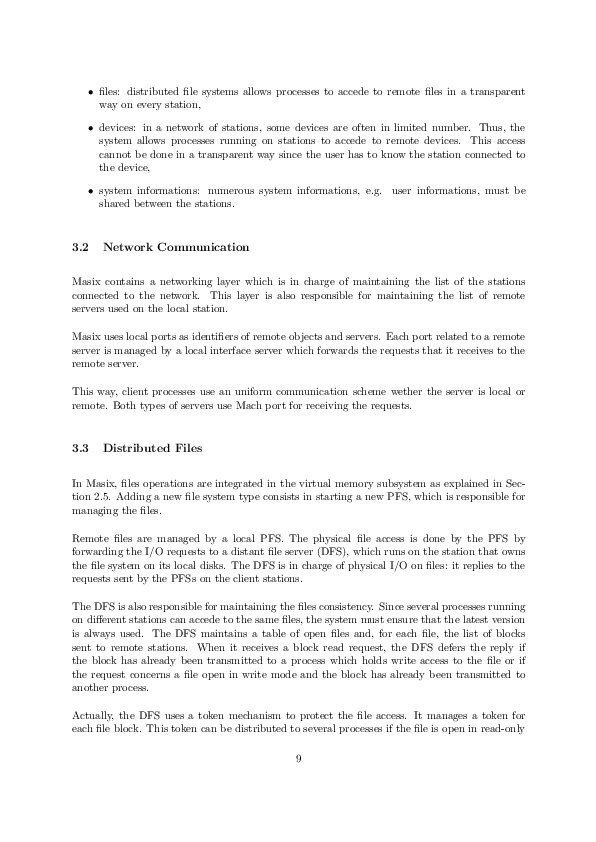 • files: distributed file systems allows processes to accede to remote files in a transparent
way on every station,
• devices: in a network of stations, some devices are often in limited number. Thus, the
system allows processes running on stations to accede to remote devices. This access
cannot be done in a transparent way since the user has to know the station connected to
the device,
• system informations: numerous system informations, e.g. user informations, must be
shared between the stations.
3.2 Network Communication
Masix contains a networking layer which is in charge of maintaining the list of the stations
connected to the network. This layer is also responsible for maintaining the list of remote
servers used on the local station.
Masix uses local ports as identifiers of remote objects and servers. Each port related to a remote
server is managed by a local interface server which forwards the requests that it receives to the
remote server.
This way, client processes use an uniform communication scheme wether the server is local or
remote. Both types of servers use Mach port for receiving the requests.
3.3 Distributed Files
In Masix, files operations are integrated in the virtual memory subsystem as explained in Sec-
tion 2.5. Adding a new file system type consists in starting a new PFS, which is responsible for
managing the files.
Remote files are managed by a local PFS. The physical file access is done by the PFS by
forwarding the I/O requests to a distant file server (DFS), which runs on the station that owns
the file system on its local disks. The DFS is in charge of physical I/O on files: it replies to the
requests sent by the PFSs on the client stations.
The DFS is also responsible for maintaining the files consistency. Since several processes running
on different stations can accede to the same files, the system must ensure that the latest version
is always used. The DFS maintains a table of open files and, for each file, the list of blocks
sent to remote stations. When it receives a block read request, the DFS defers the reply if
the block has already been transmitted to a process which holds write access to the file or if
the request concerns a file open in write mode and the block has already been transmitted to
another process.
Actually, the DFS uses a token mechanism to protect the file access. It manages a token for
each file block. This token can be distributed to several processes if the file is open in read-only
9